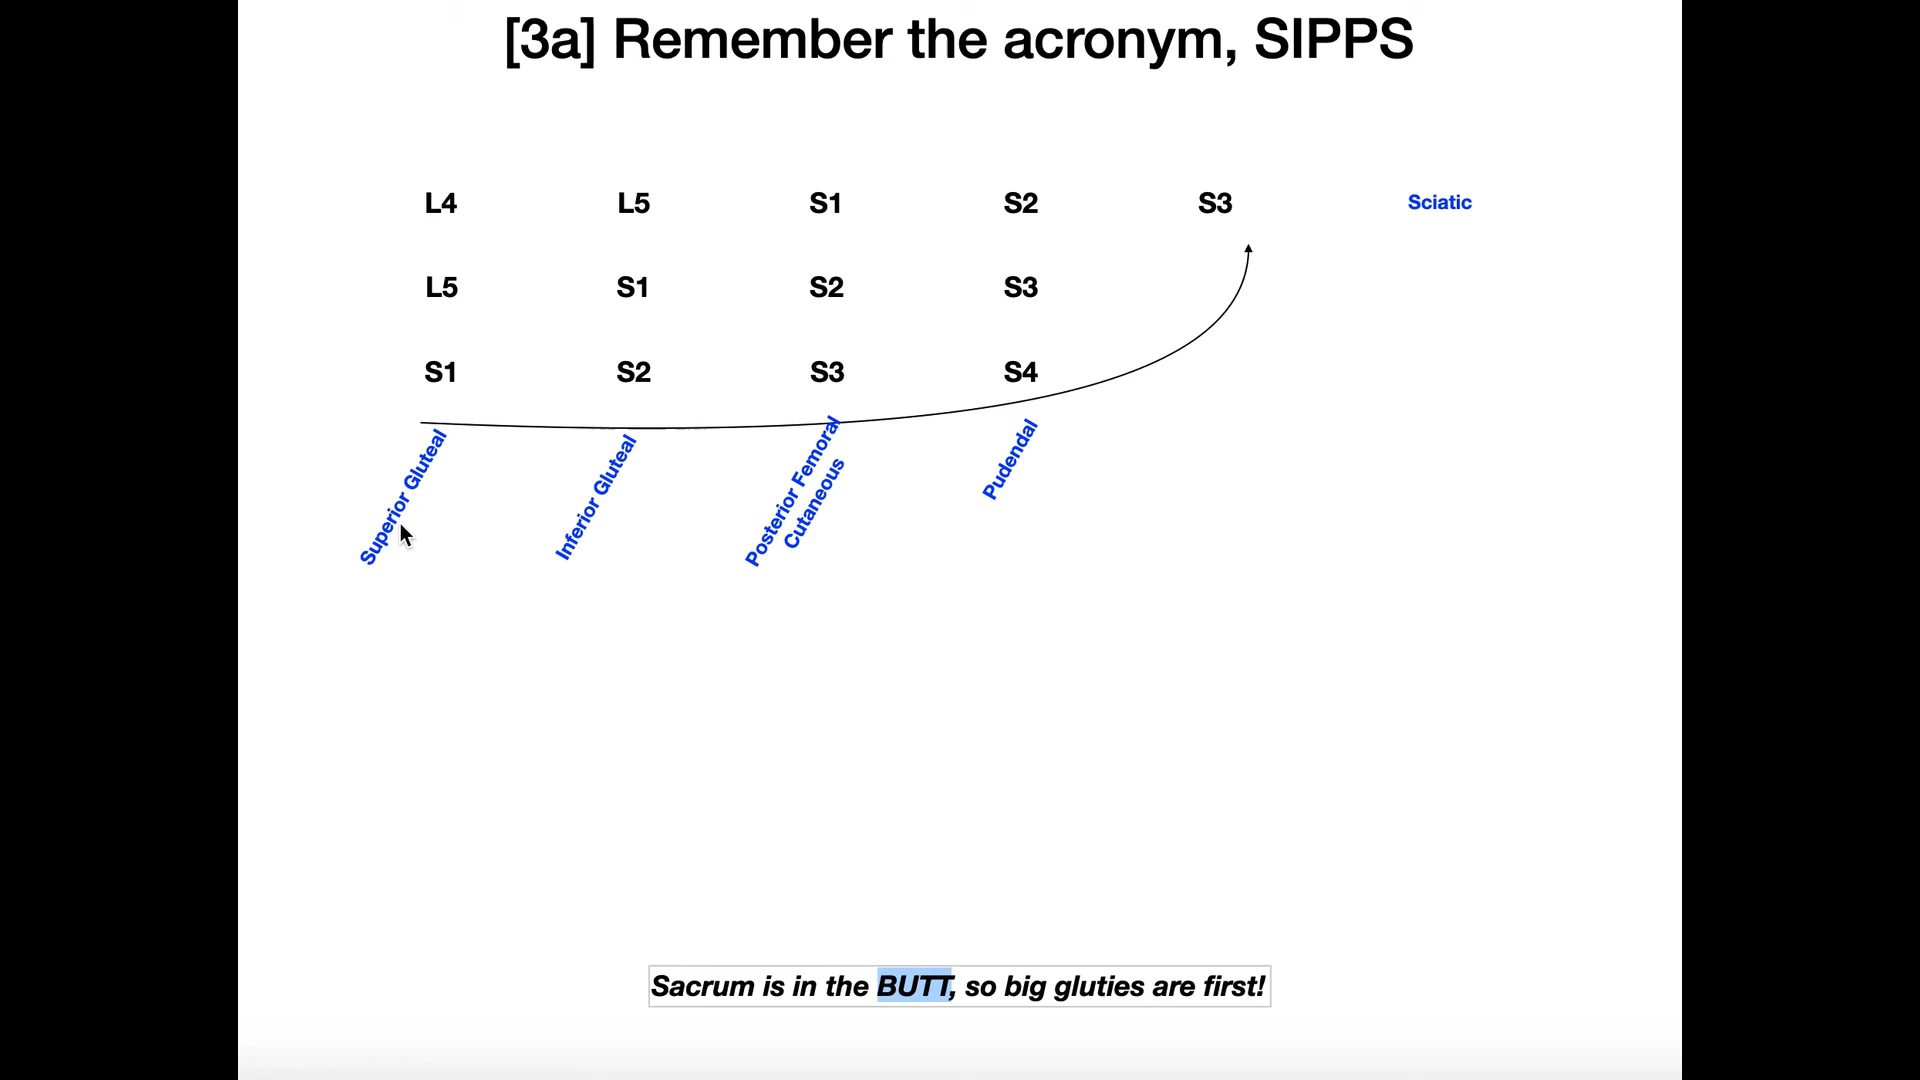 [3a] Remember the acronym, SIPPS
L4 L5 S1 S2 S3 Sciatic
L5 S1 S2 S3
S1 S2 S3 S4
Superior Gluteal
Inferior Gluteal
Posterior Femoral
Cutaneous
Pudendal
Sacrum is in the BUTT, so big gluties are first!